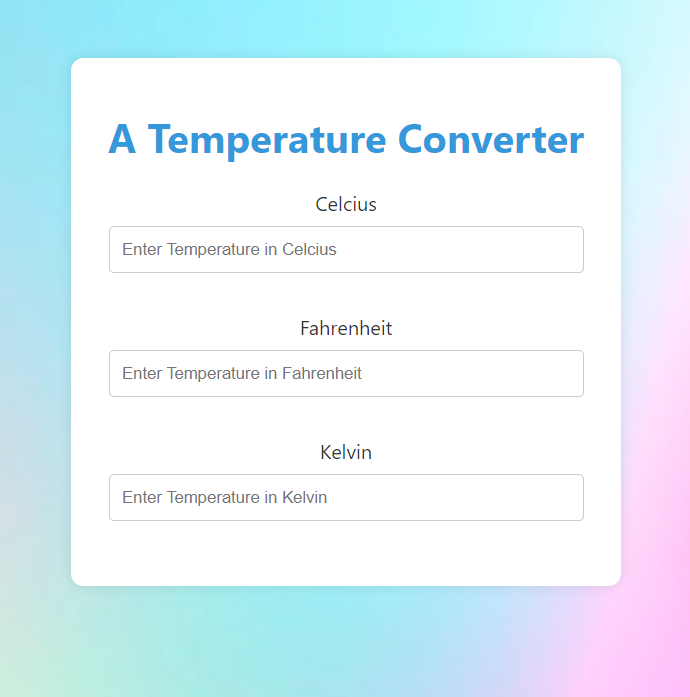 A Temperature Converter
Celcius
Enter Temperature in Celcius
Fahrenheit
Enter Temperature in Fahrenheit
Kelvin
Enter Temperature in Kelvin